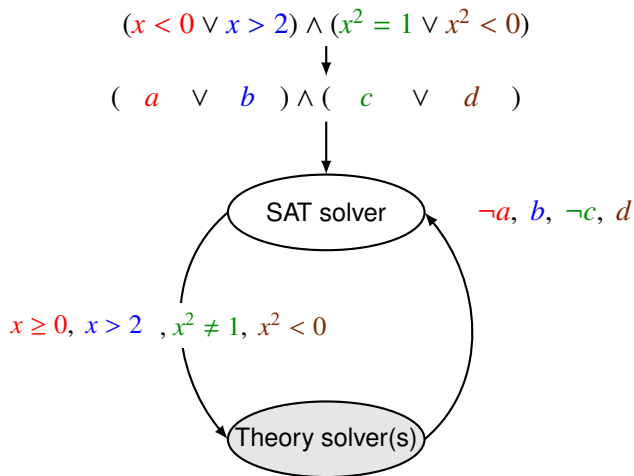 (x < 0 ∨ x > 2) ∧ (x² = 1 ∨ x² < 0)
( a ∨ b ) ∧ ( c ∨ d )
SAT solver
¬a, b, ¬c, d
x ≥ 0, x > 2 , x² ≠ 1, x² < 0
Theory solver(s)